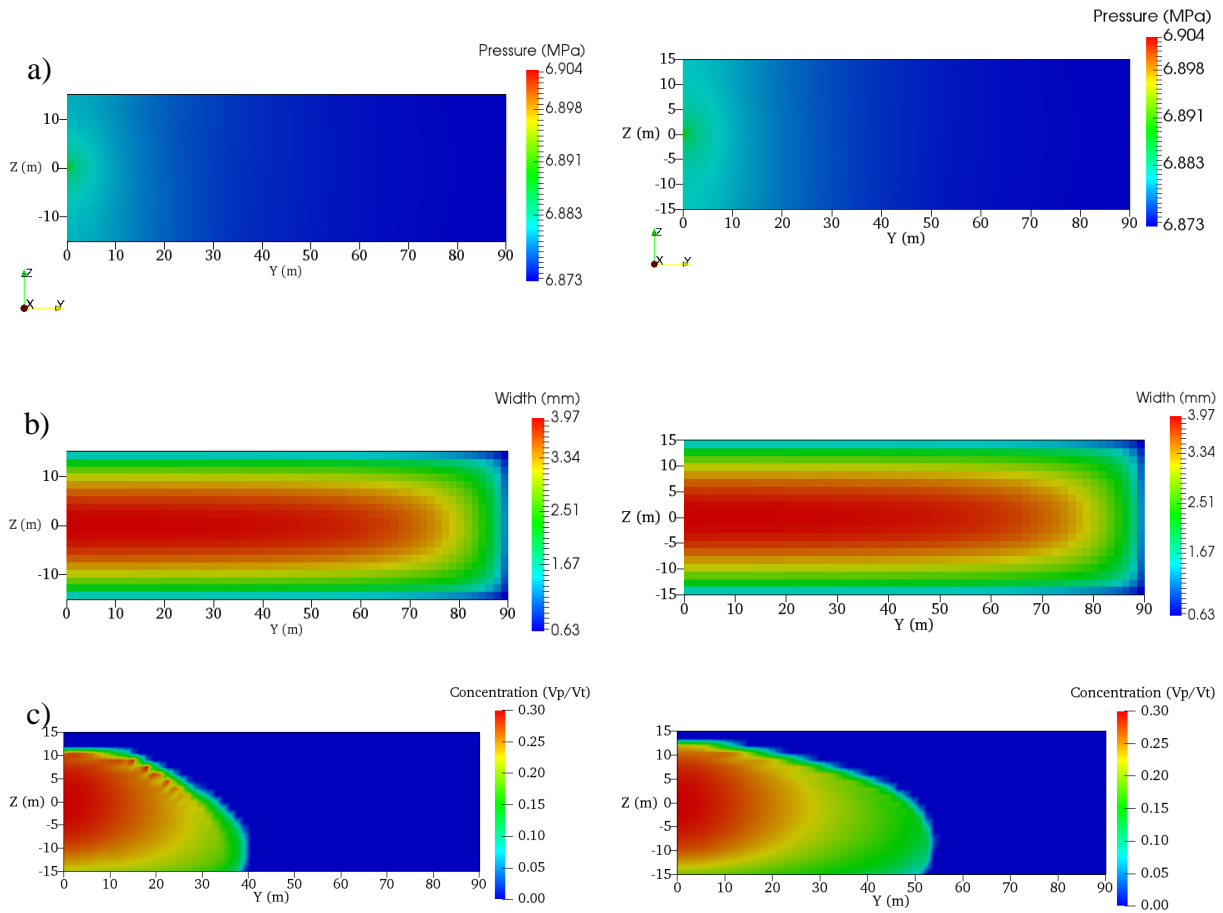 Pressure (MPa)
a)
6.904
6.898
6.891
6.883
6.873
10
Z (m) 0
-10
0 10 20 30 40 50 60 70 80 90
Y (m)
Z
X Y
Pressure (MPa)
6.904
6.898
6.891
6.883
6.873
15
10
5
Z (m) 0
-5
-10
-15
0 10 20 30 40 50 60 70 80 90
Y (m)
Z
X Y
Width (mm)
b)
3.97
3.34
2.51
1.67
0.63
10
Z (m) 0
-10
0 10 20 30 40 50 60 70 80 90
Y (m)
Width (mm)
3.97
3.34
2.51
1.67
0.63
15
10
5
Z (m) 0
-5
-10
-15
0 10 20 30 40 50 60 70 80 90
Y (m)
Concentration (Vp/Vt)
c)
0.30
0.25
0.20
0.15
0.10
0.05
0.00
15
10
5
Z (m) 0
-5
-10
-15
0 10 20 30 40 50 60 70 80 90
Y (m)
Concentration (Vp/Vt)
0.30
0.25
0.20
0.15
0.10
0.05
0.00
15
10
5
Z (m) 0
-5
-10
-15
0 10 20 30 40 50 60 70 80 90
Y (m)